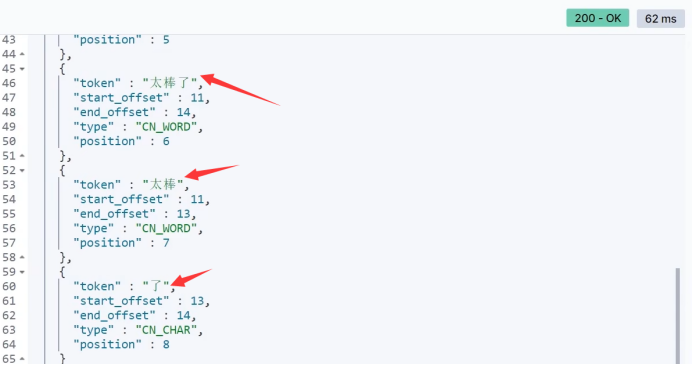 200 - OK
62 ms
43 "position" : 5
44 },
45 {
46 "token" : "太棒了",
47 "start_offset" : 11,
48 "end_offset" : 14,
49 "type" : "CN_WORD",
50 "position" : 6
51 },
52 {
53 "token" : "太棒",
54 "start_offset" : 11,
55 "end_offset" : 13,
56 "type" : "CN_WORD",
57 "position" : 7
58 },
59 {
60 "token" : "了",
61 "start_offset" : 13,
62 "end_offset" : 14,
63 "type" : "CN_CHAR",
64 "position" : 8
65 }